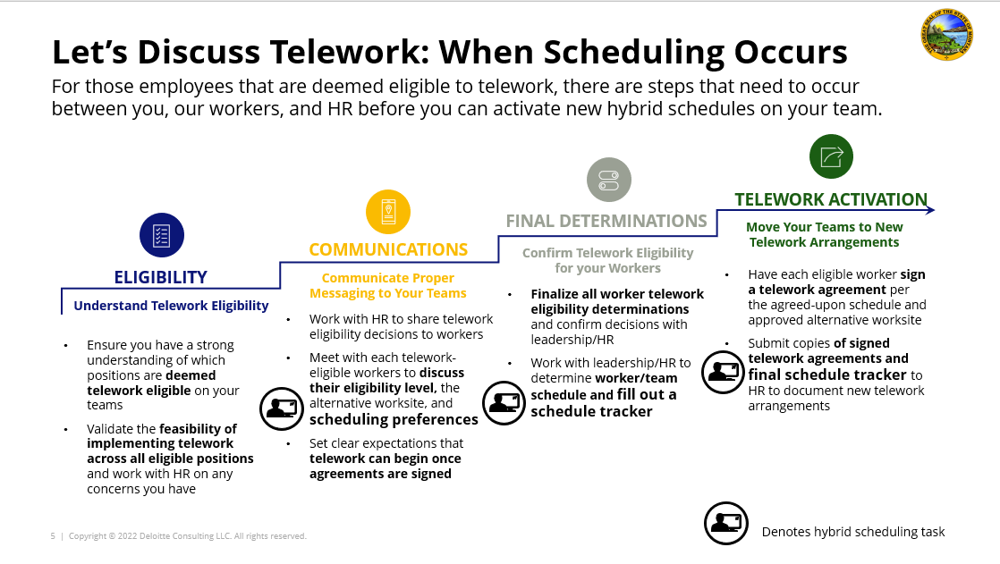 Let’s Discuss Telework: When Scheduling Occurs
For those employees that are deemed eligible to telework, there are steps that need to occur
between you, our workers, and HR before you can activate new hybrid schedules on your team.
ELIGIBILITY
Understand Telework Eligibility
• Ensure you have a strong
understanding of which
positions are deemed
telework eligible on your
teams
• Validate the feasibility of
implementing telework
across all eligible positions
and work with HR on any
concerns you have
COMMUNICATIONS
Communicate Proper
Messaging to Your Teams
• Work with HR to share telework
eligibility decisions to workers
• Meet with each telework-
eligible workers to discuss
their eligibility level, the
alternative worksite, and
scheduling preferences
• Set clear expectations that
telework can begin once
agreements are signed
FINAL DETERMINATIONS
Confirm Telework Eligibility
for your Workers
• Finalize all worker telework
eligibility determinations
and confirm decisions with
leadership/HR
• Work with leadership/HR to
determine worker/team
schedule and fill out a
schedule tracker
TELEWORK ACTIVATION
Move Your Teams to New
Telework Arrangements
• Have each eligible worker sign
a telework agreement per
the agreed-upon schedule and
approved alternative worksite
• Submit copies of signed
telework agreements and
final schedule tracker to
HR to document new telework
arrangements
Denotes hybrid scheduling task
5 | Copyright © 2022 Deloitte Consulting LLC. All rights reserved.